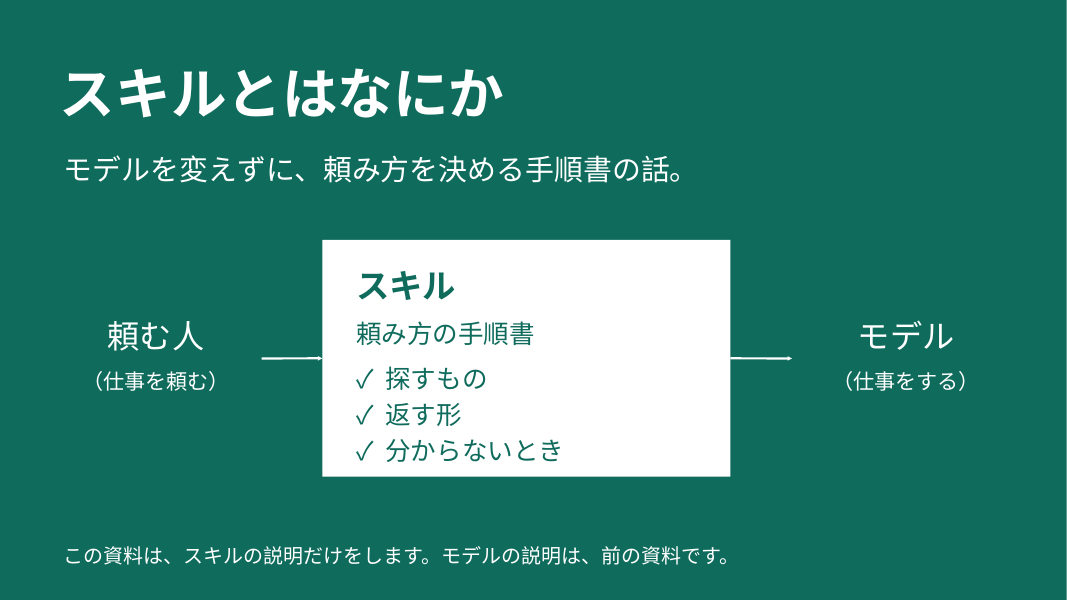 スキルとはなにか
モデルを変えずに、頼み方を決める手順書の話。
スキル
頼み方の手順書
✓ 探すもの
✓ 返す形
✓ 分からないとき
頼む人
（仕事を頼む）
モデル
（仕事をする）
この資料は、スキルの説明だけをします。モデルの説明は、前の資料です。